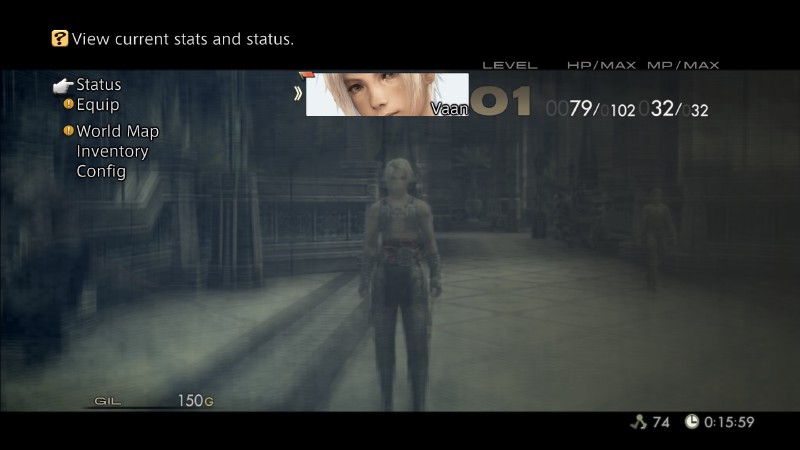 View current stats and status.
LEVEL HP/MAX MP/MAX
Status
Equip
World Map
Inventory
Config
Vaan 01 0079/0102 032/032
GIL 150G
74 0:15:59